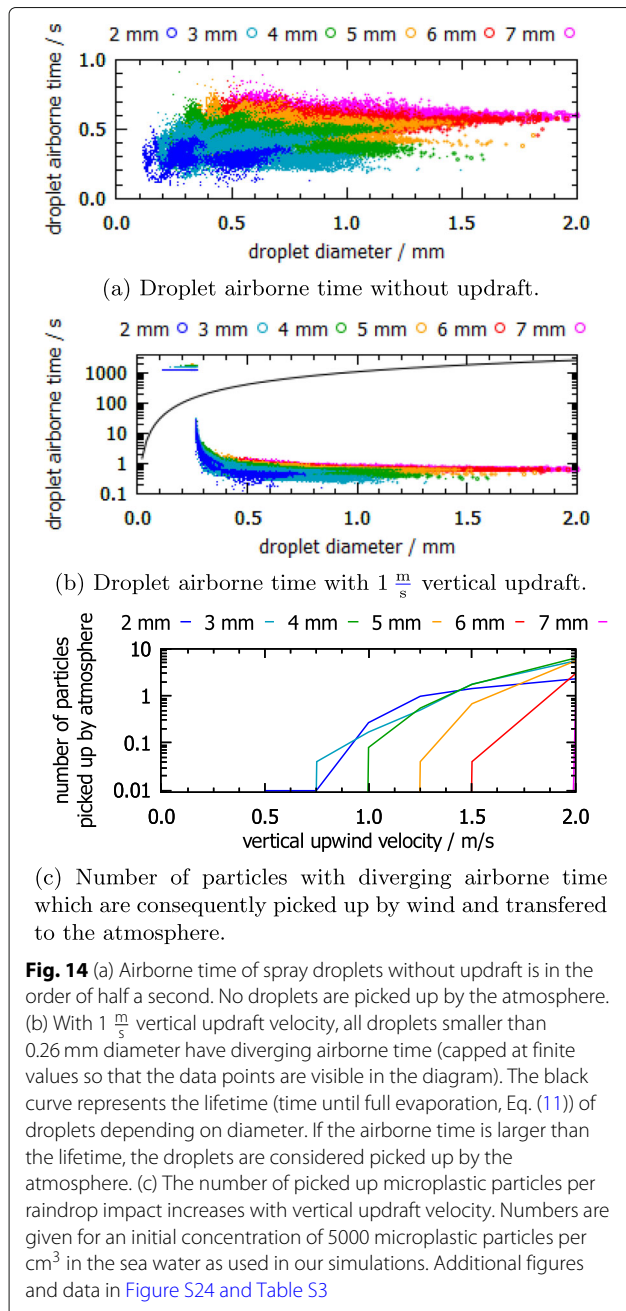 2 mm 3 mm 4 mm 5 mm 6 mm 7 mm
droplet airborne time / s
1.0
0.5
0.0
0.0 0.5 1.0 1.5 2.0
droplet diameter / mm
(a) Droplet airborne time without updraft.
2 mm 3 mm 4 mm 5 mm 6 mm 7 mm
droplet airborne time / s
1000
100
10
1
0.1
0.0 0.5 1.0 1.5 2.0
droplet diameter / mm
(b) Droplet airborne time with 1 m/s vertical updraft.
2 mm 3 mm 4 mm 5 mm 6 mm 7 mm
number of particles
picked up by atmosphere
10
1
0.1
0.01
0.0 0.5 1.0 1.5 2.0
vertical upwind velocity / m/s
(c) Number of particles with diverging airborne time
which are consequently picked up by wind and transfered
to the atmosphere.
Fig. 14 (a) Airborne time of spray droplets without updraft is in the
order of half a second. No droplets are picked up by the atmosphere.
(b) With 1 m/s vertical updraft velocity, all droplets smaller than
0.26 mm diameter have diverging airborne time (capped at finite
values so that the data points are visible in the diagram). The black
curve represents the lifetime (time until full evaporation, Eq. (11)) of
droplets depending on diameter. If the airborne time is larger than
the lifetime, the droplets are considered picked up by the
atmosphere. (c) The number of picked up microplastic particles per
raindrop impact increases with vertical updraft velocity. Numbers are
given for an initial concentration of 5000 microplastic particles per
cm³ in the sea water as used in our simulations. Additional figures
and data in Figure S24 and Table S3